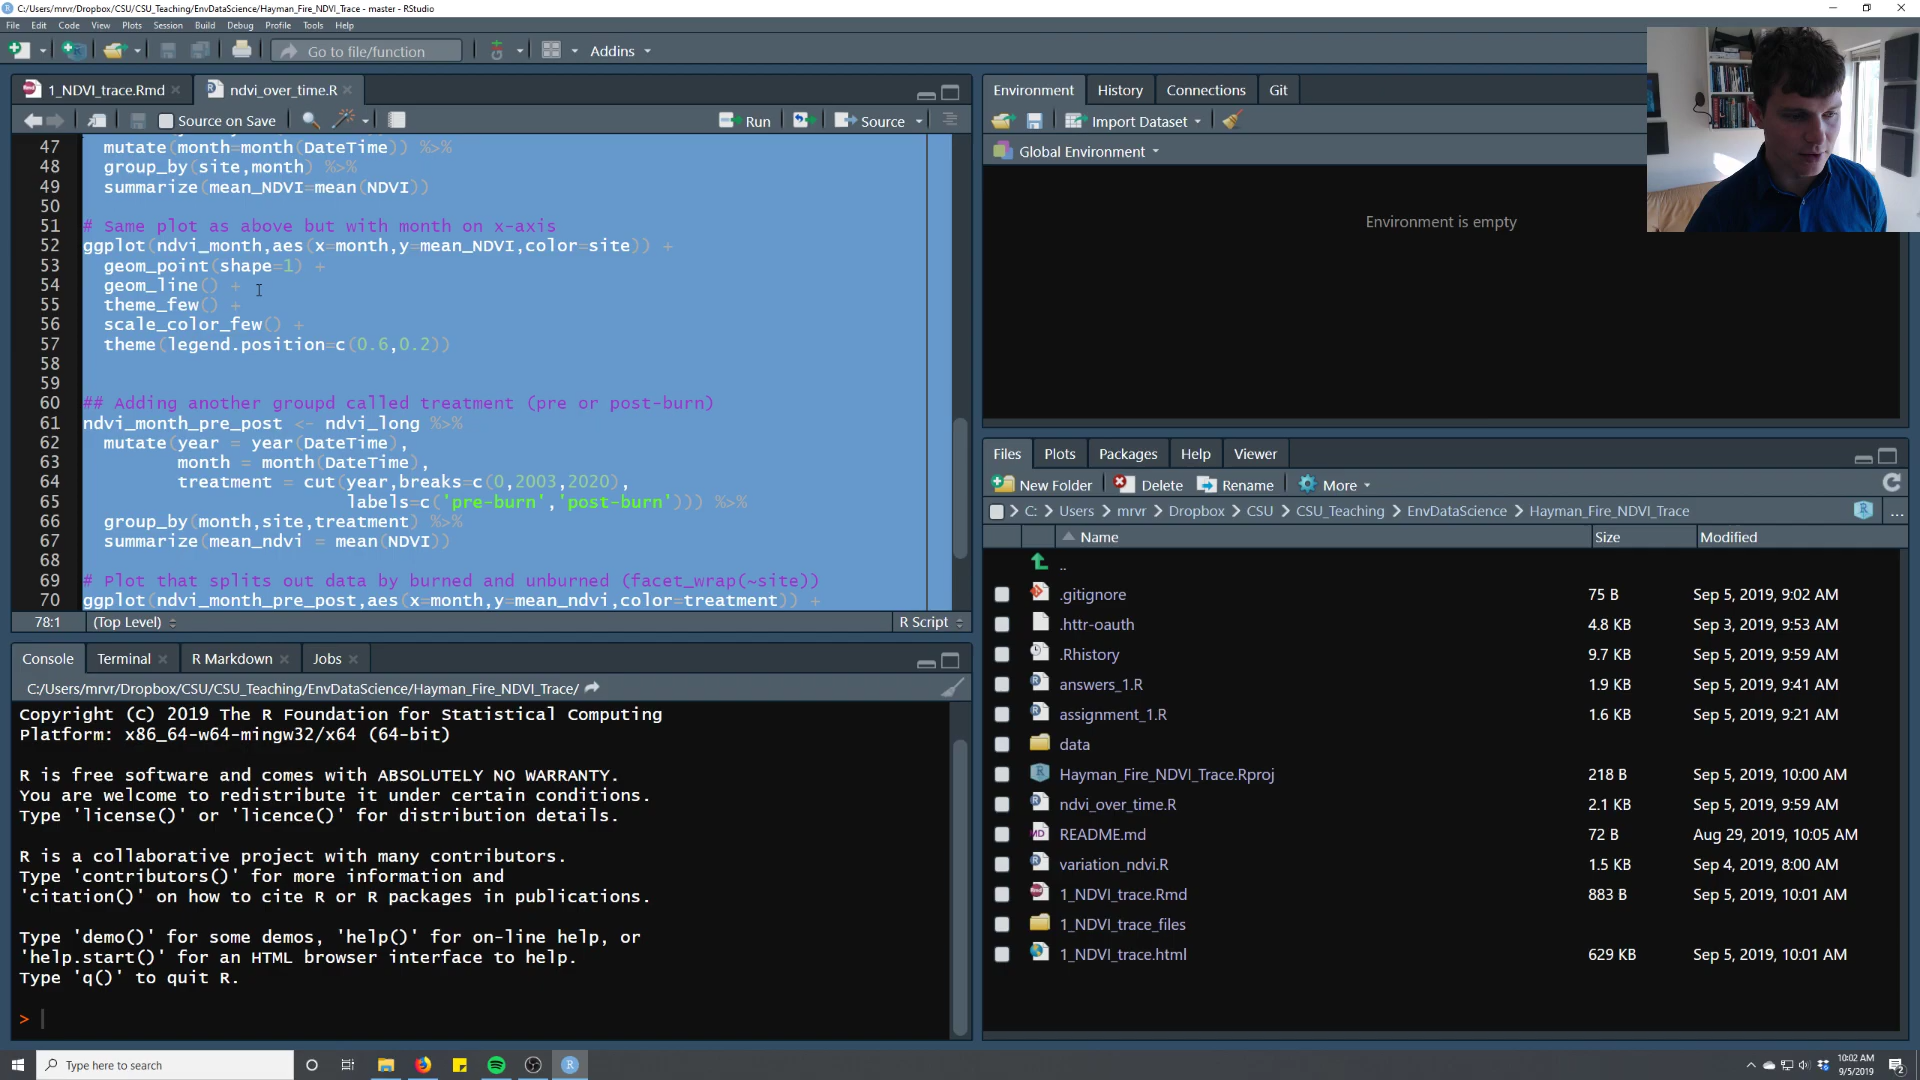 C:/Users/mrvr/Dropbox/CSU/CSU_Teaching/EnvDataScience/Hayman_Fire_NDVI_Trace - master - RStudio
File Edit Code View Plots Session Build Debug Profile Tools Help
Go to file/function
Addins
1_NDVI_trace.Rmd
ndvi_over_time.R
Source on Save
Run
Source
47 mutate(month=month(DateTime)) %>%
48 group_by(site,month) %>%
49 summarize(mean_NDVI=mean(NDVI))
50
51 # Same plot as above but with month on x-axis
52 ggplot(ndvi_month,aes(x=month,y=mean_NDVI,color=site)) +
53 geom_point(shape=1) +
54 geom_line() +
55 theme_few() +
56 scale_color_few() +
57 theme(legend.position=c(0.6,0.2))
58
59
60 ## Adding another groupd called treatment (pre or post-burn)
61 ndvi_month_pre_post <- ndvi_long %>%
62 mutate(year = year(DateTime),
63 month = month(DateTime),
64 treatment = cut(year,breaks=c(0,2003,2020),
65 labels=c('pre-burn','post-burn'))) %>%
66 group_by(month,site,treatment) %>%
67 summarize(mean_ndvi = mean(NDVI))
68
69 # Plot that splits out data by burned and unburned (facet_wrap(~site))
70 ggplot(ndvi_month_pre_post,aes(x=month,y=mean_ndvi,color=treatment)) +
78:1 (Top Level) R Script
Console Terminal R Markdown Jobs
C:/Users/mrvr/Dropbox/CSU/CSU_Teaching/EnvDataScience/Hayman_Fire_NDVI_Trace/
Copyright (C) 2019 The R Foundation for Statistical Computing
Platform: x86_64-w64-mingw32/x64 (64-bit)
R is free software and comes with ABSOLUTELY NO WARRANTY.
You are welcome to redistribute it under certain conditions.
Type 'license()' or 'licence()' for distribution details.
R is a collaborative project with many contributors.
Type 'contributors()' for more information and
'citation()' on how to cite R or R packages in publications.
Type 'demo()' for some demos, 'help()' for on-line help, or
'help.start()' for an HTML browser interface to help.
Type 'q()' to quit R.
>
Environment History Connections Git
Import Dataset
Global Environment
Environment is empty
Files Plots Packages Help Viewer
New Folder Delete Rename More
C: Users mrvr Dropbox CSU CSU_Teaching EnvDataScience Hayman_Fire_NDVI_Trace ...
Name Size Modified
..
.gitignore 75 B Sep 5, 2019, 9:02 AM
.httr-oauth 4.8 KB Sep 3, 2019, 9:53 AM
.Rhistory 9.7 KB Sep 5, 2019, 9:59 AM
answers_1.R 1.9 KB Sep 5, 2019, 9:41 AM
assignment_1.R 1.6 KB Sep 5, 2019, 9:21 AM
data
Hayman_Fire_NDVI_Trace.Rproj 218 B Sep 5, 2019, 10:00 AM
ndvi_over_time.R 2.1 KB Sep 5, 2019, 9:59 AM
README.md 72 B Aug 29, 2019, 10:05 AM
variation_ndvi.R 1.5 KB Sep 4, 2019, 8:00 AM
1_NDVI_trace.Rmd 883 B Sep 5, 2019, 10:01 AM
1_NDVI_trace_files
1_NDVI_trace.html 629 KB Sep 5, 2019, 10:01 AM
Type here to search
10:02 AM
9/5/2019